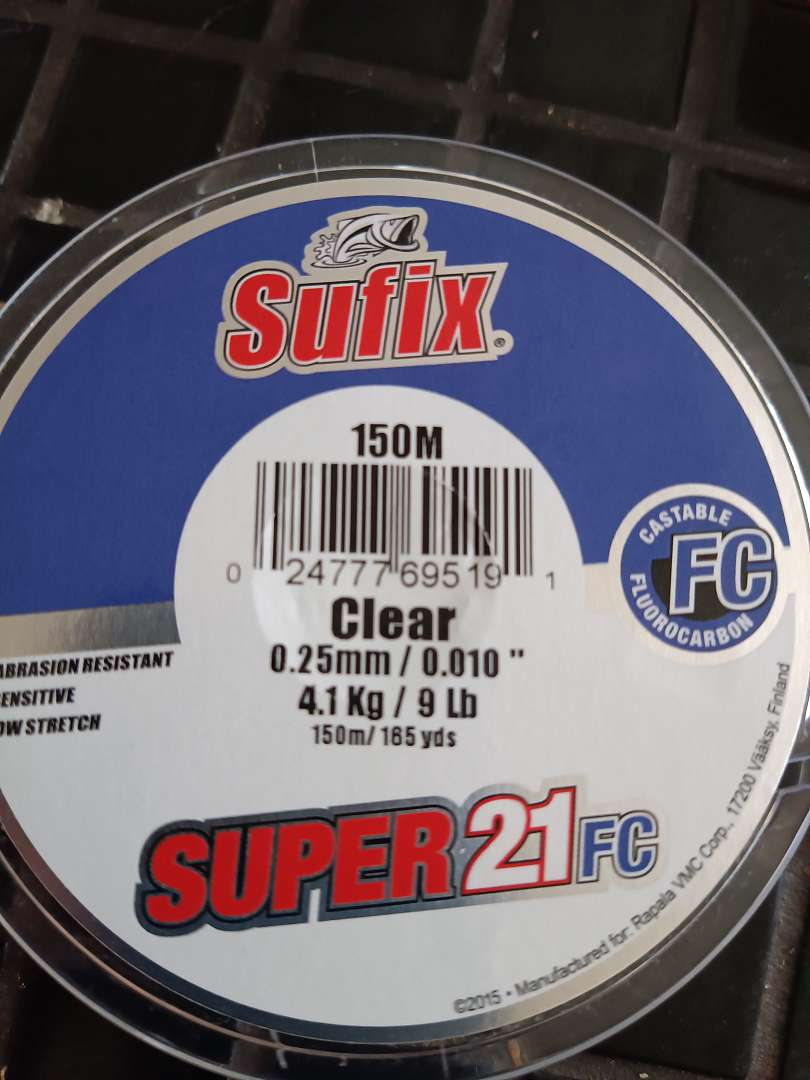 Sufix®
150M
0 24777 69519 1
Clear
0.25mm / 0.010 "
4.1 Kg / 9 Lb
150m/ 165 yds
CASTABLE
FC
FLUOROCARBON
ABRASION RESISTANT
ENSITIVE
OW STRETCH
SUPER 21 FC
©2015 • Manufactured for: Rapala VMC Corp., 17200 Vääksy, Finland